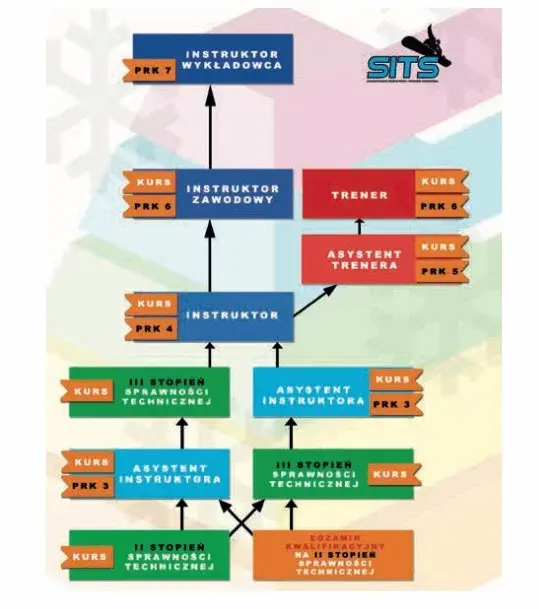 INSTRUKTOR
WYKŁADOWCA
PRK 7
SITS
KURS
PRK 6
INSTRUKTOR
ZAWODOWY
TRENER
KURS
PRK 6
ASYSTENT
TRENERA
KURS
PRK 5
KURS
PRK 4
INSTRUKTOR
KURS
III STOPIEŃ
SPRAWNOŚCI
TECHNICZNEJ
ASYSTENT
INSTRUKTORA
KURS
PRK 3
KURS
PRK 3
ASYSTENT
INSTRUKTORA
III STOPIEŃ
SPRAWNOŚCI
TECHNICZNEJ
KURS
KURS
II STOPIEŃ
SPRAWNOŚCI
TECHNICZNEJ
EGZAMIN
KWALIFIKACYJNY
NA II STOPIEŃ
SPRAWNOŚCI
TECHNICZNEJ